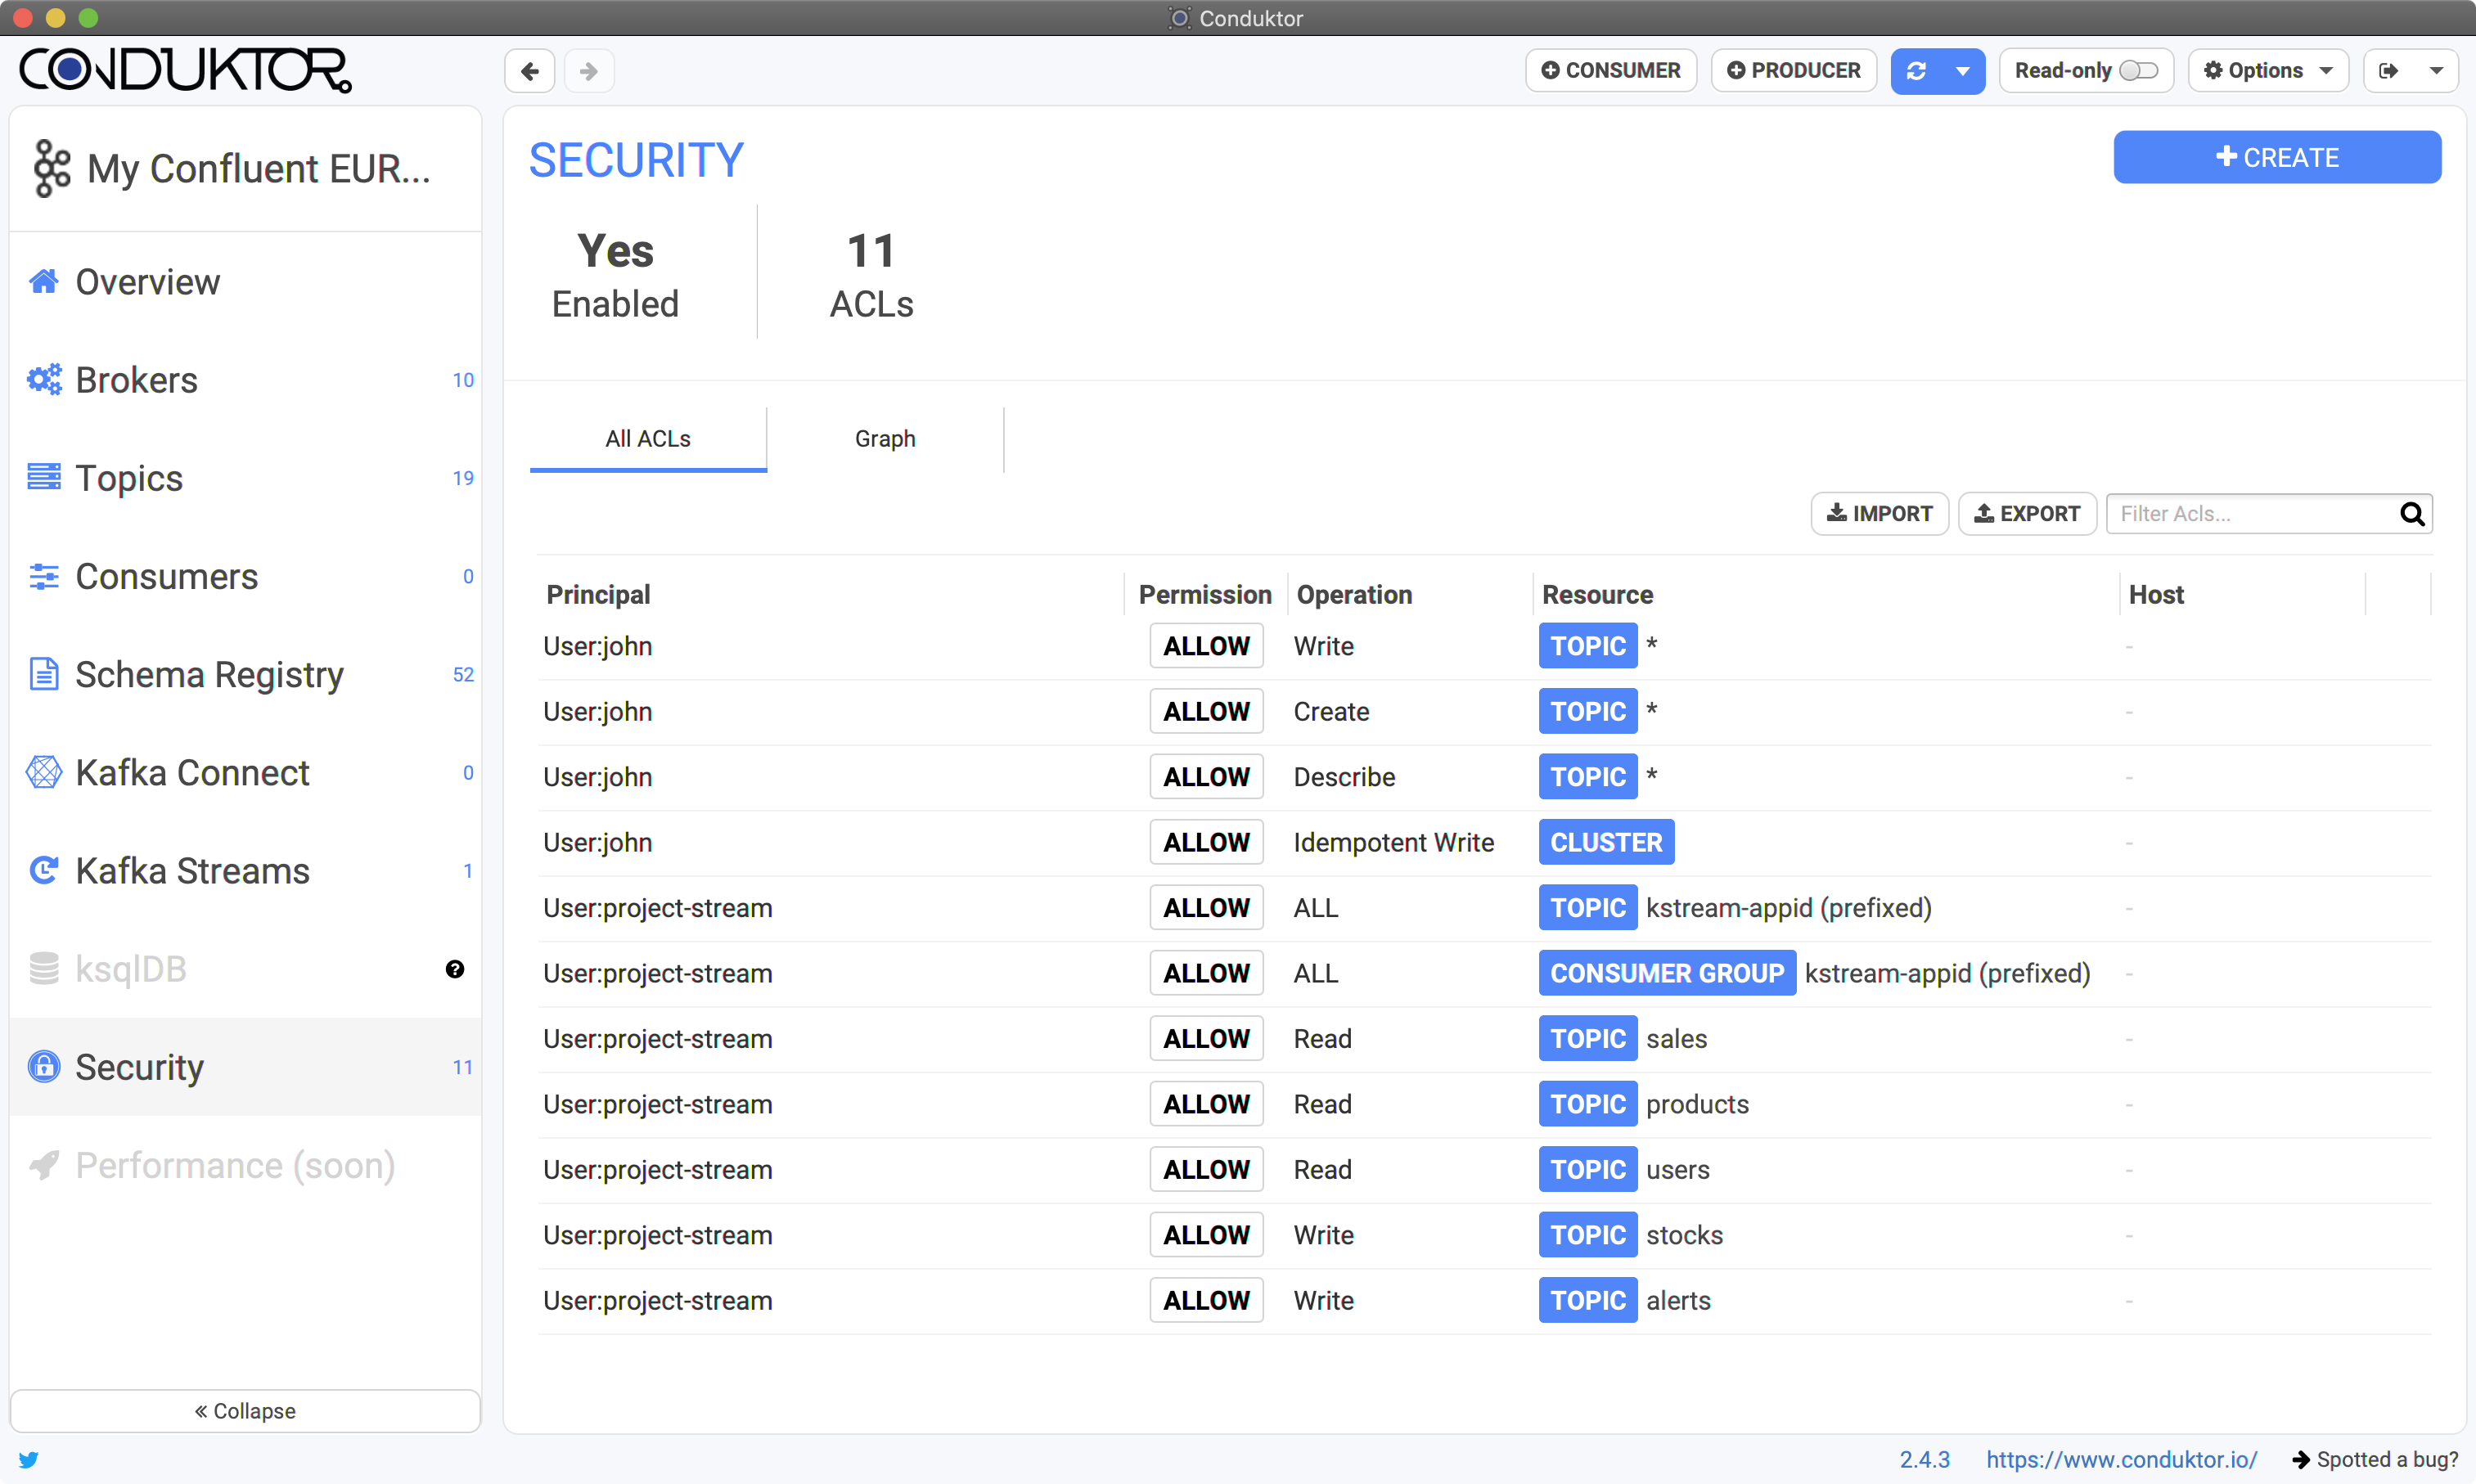 Conduktor
CONDUKTOR
CONSUMER
PRODUCER
Read-only
Options
My Confluent EUR...
Overview
Brokers 10
Topics 19
Consumers 0
Schema Registry 52
Kafka Connect 0
Kafka Streams 1
ksqlDB ?
Security 11
Performance (soon)
« Collapse
SECURITY
+ CREATE
Yes
Enabled
11
ACLs
All ACLs
Graph
IMPORT
EXPORT
Filter Acls...
Principal Permission Operation Resource Host
User:john ALLOW Write TOPIC * -
User:john ALLOW Create TOPIC * -
User:john ALLOW Describe TOPIC * -
User:john ALLOW Idempotent Write CLUSTER -
User:project-stream ALLOW ALL TOPIC kstream-appid (prefixed) -
User:project-stream ALLOW ALL CONSUMER GROUP kstream-appid (prefixed) -
User:project-stream ALLOW Read TOPIC sales -
User:project-stream ALLOW Read TOPIC products -
User:project-stream ALLOW Read TOPIC users -
User:project-stream ALLOW Write TOPIC stocks -
User:project-stream ALLOW Write TOPIC alerts -
2.4.3
https://www.conduktor.io/
Spotted a bug?